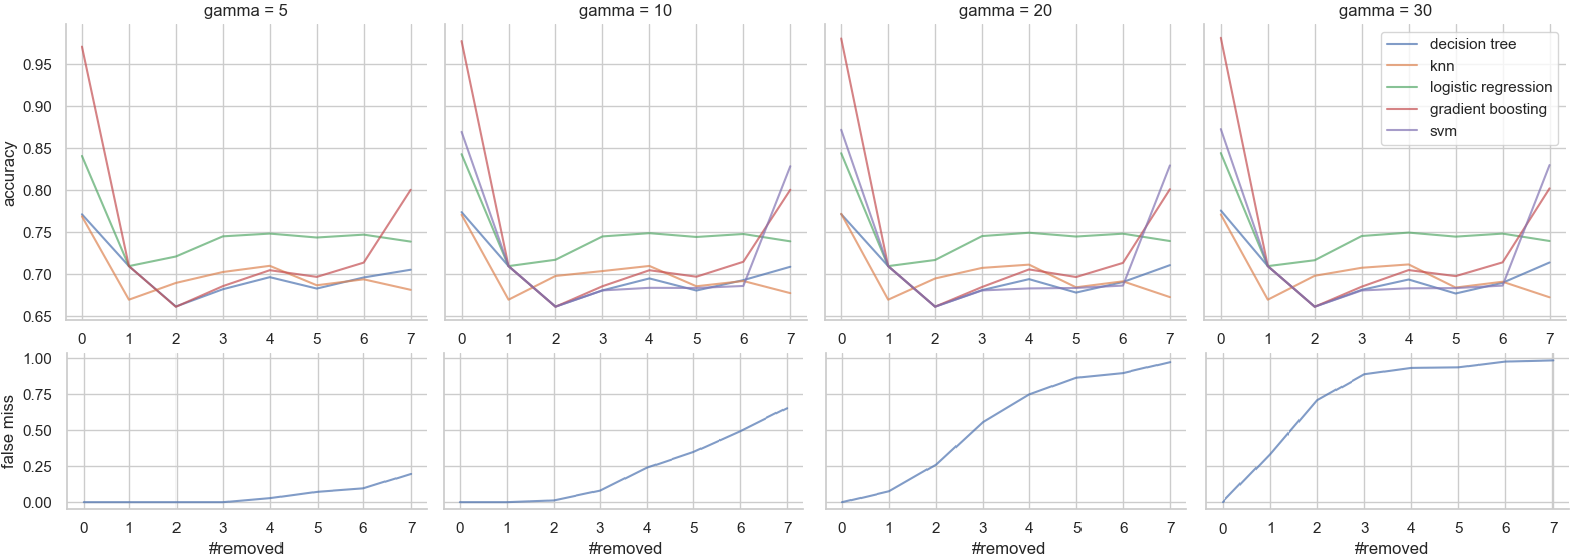 gamma = 5 gamma = 10 gamma = 20 gamma = 30
decision tree
knn
logistic regression
gradient boosting
svm
accuracy
0.95
0.90
0.85
0.80
0.75
0.70
0.65
0 1 2 3 4 5 6 7 0 1 2 3 4 5 6 7 0 1 2 3 4 5 6 7 0 1 2 3 4 5 6 7
false miss
1.00
0.75
0.50
0.25
0.00
0 1 2 3 4 5 6 7 0 1 2 3 4 5 6 7 0 1 2 3 4 5 6 7 0 1 2 3 4 5 6 7
#removed #removed #removed #removed